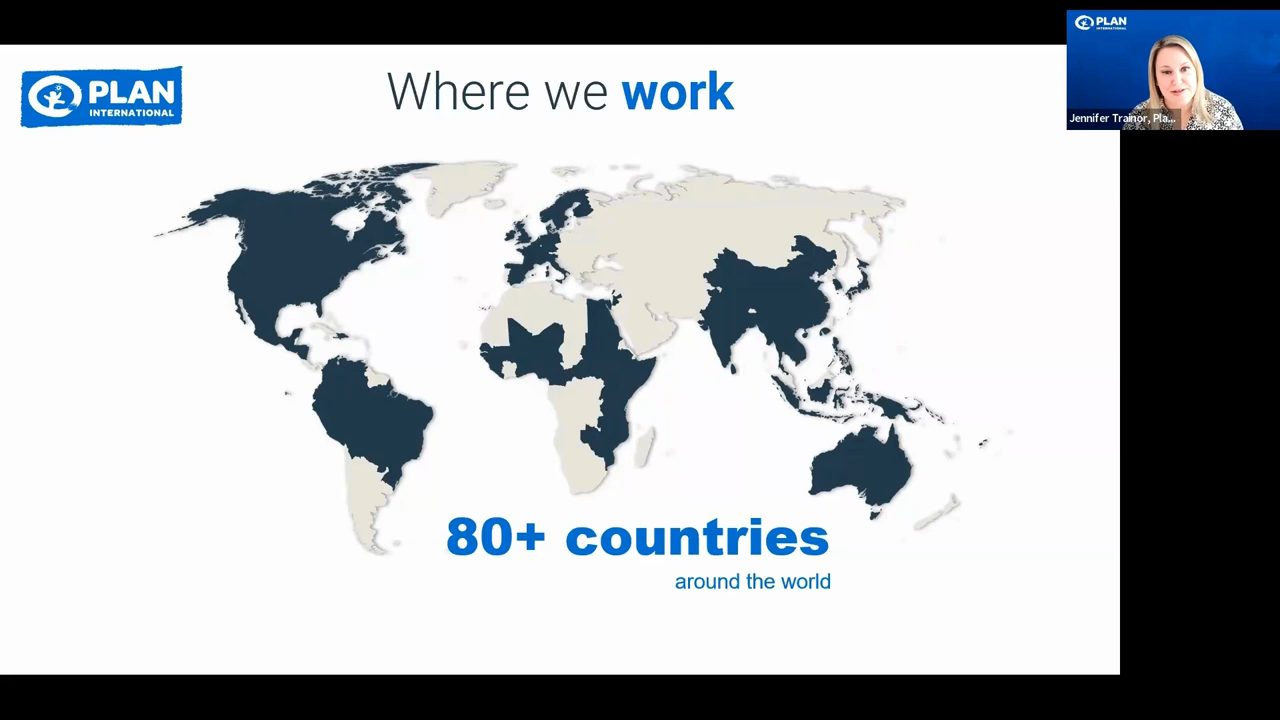 PLAN
INTERNATIONAL
Where we work
PLAN
INTERNATIONAL
Jennifer Trainor, Pla...
80+ countries
around the world